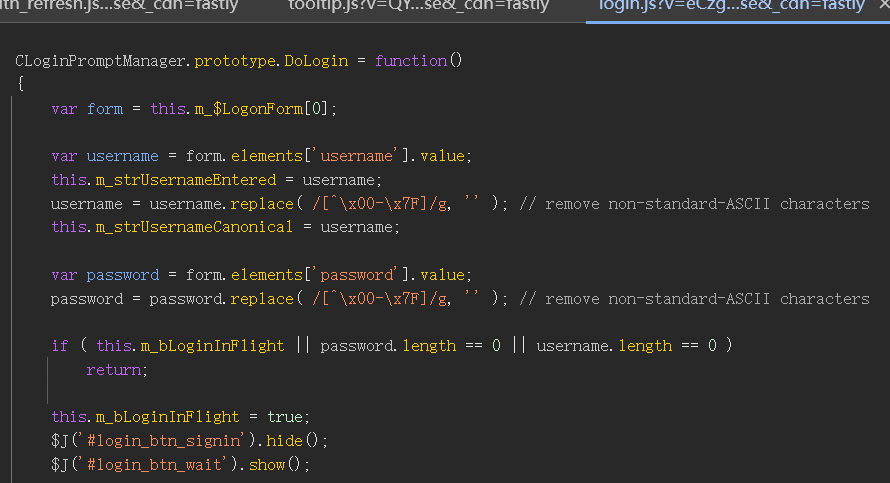 ith_refresh.js...se&_cdn=fastly tooltip.js?v=QY...se&_cdn=fastly login.js?v=eCzg...se&_cdn=fastly ×
CLoginPromptManager.prototype.DoLogin = function()
{
var form = this.m_$LogonForm[0];
var username = form.elements['username'].value;
this.m_strUsernameEntered = username;
username = username.replace( /[^\x00-\x7F]/g, '' ); // remove non-standard-ASCII characters
this.m_strUsernameCanonical = username;
var password = form.elements['password'].value;
password = password.replace( /[^\x00-\x7F]/g, '' ); // remove non-standard-ASCII characters
if ( this.m_bLoginInFlight || password.length == 0 || username.length == 0 )
return;
this.m_bLoginInFlight = true;
$J('#login_btn_signin').hide();
$J('#login_btn_wait').show();